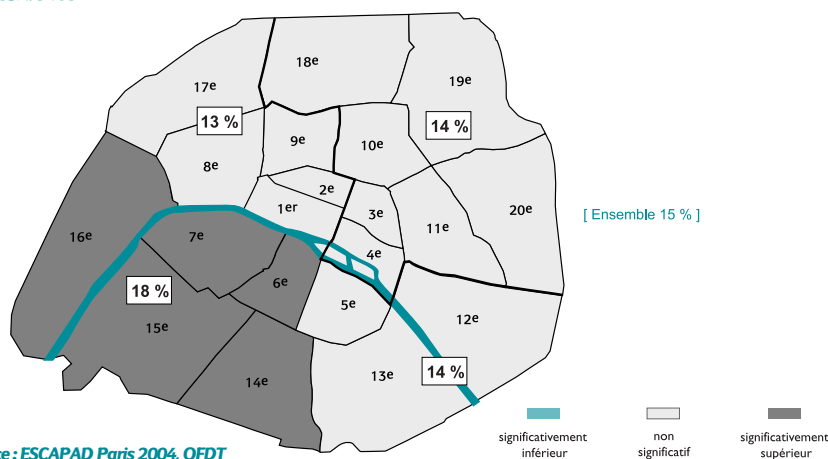 18e
19e
17e
13 %
14 %
9e
10e
8e
2e
1er
3e
20e
[ Ensemble 15 % ]
11e
16e
7e
4e
6e
18 %
5e
12e
15e
14 %
13e
14e
significativement
inférieur
non
significatif
significativement
supérieur
: ESCAPAD Paris 2004, OFDT